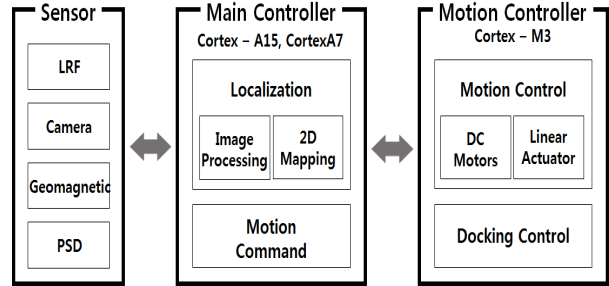 Sensor
LRF
Camera
Geomagnetic
PSD
Main Controller
Cortex – A15, CortexA7
Localization
Image
Processing
2D
Mapping
Motion
Command
Motion Controller
Cortex – M3
Motion Control
DC
Motors
Linear
Actuator
Docking Control